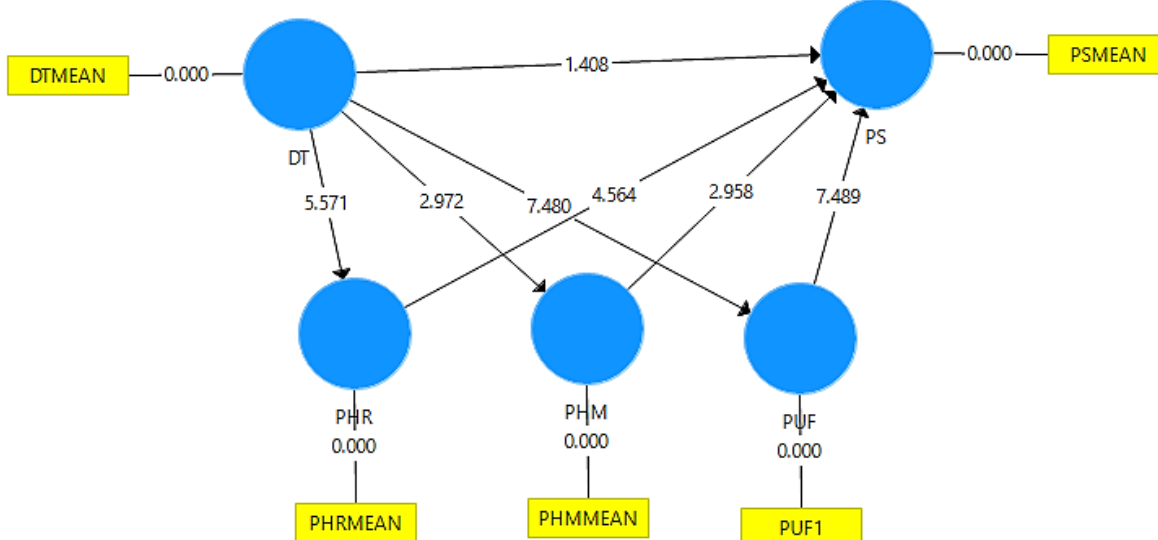 DTMEAN
0.000
1.408
0.000
PSMEAN
DT
PS
5.571
2.972
7.480
4.564
2.958
7.489
PHR
0.000
PHM
0.000
PUF
0.000
PHRMEAN
PHMMEAN
PUF1